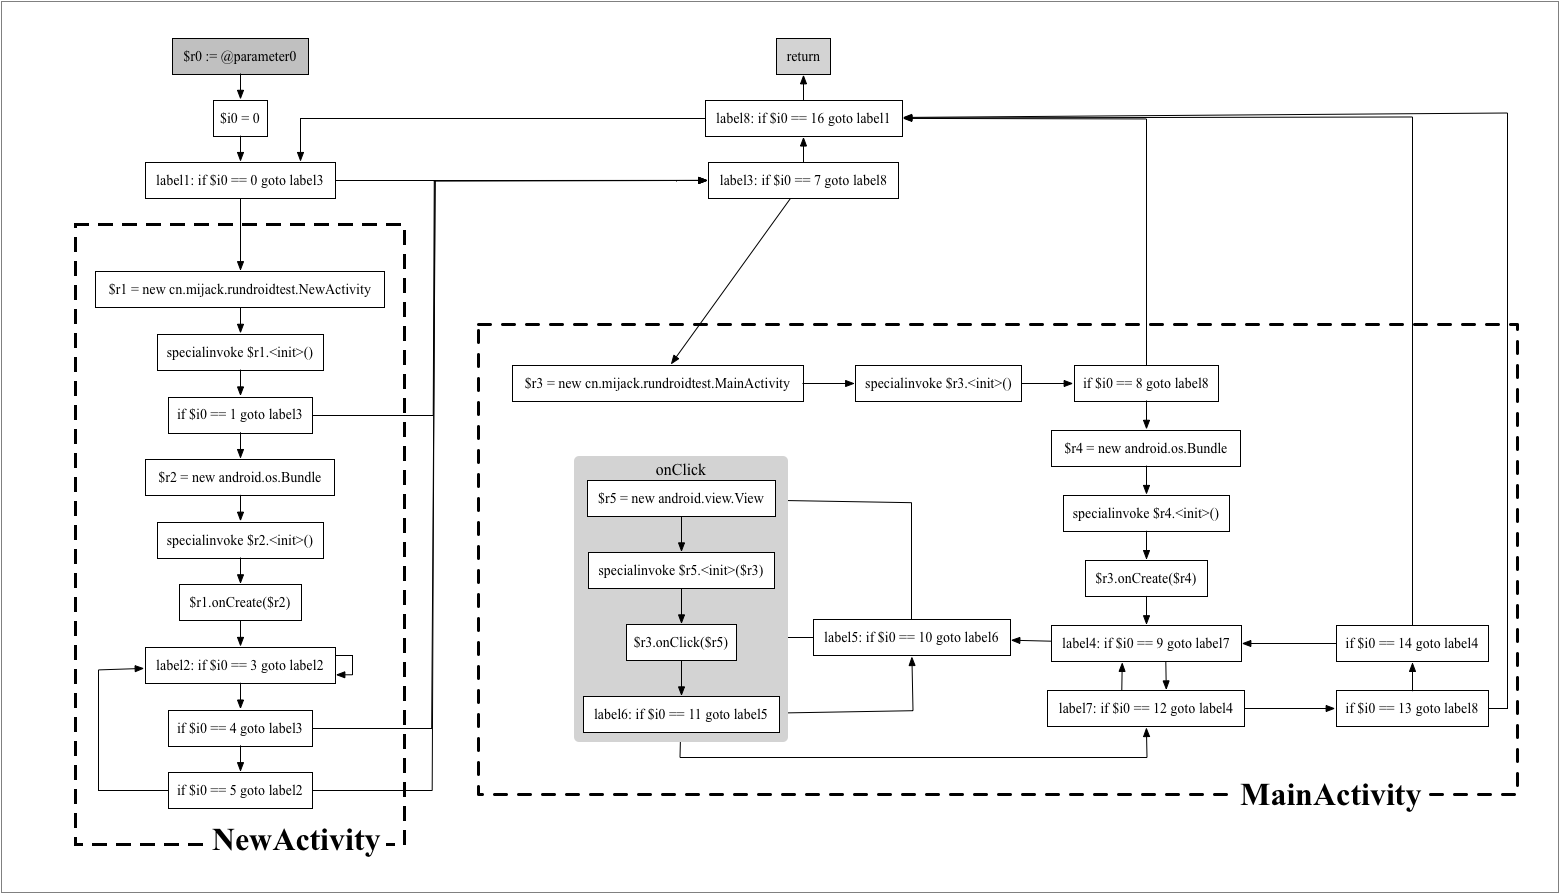 $r0 := @parameter0
$i0 = 0
label1: if $i0 == 0 goto label3
$r1 = new cn.mijack.rundroidtest.NewActivity
specialinvoke $r1.<init>()
if $i0 == 1 goto label3
$r2 = new android.os.Bundle
specialinvoke $r2.<init>()
$r1.onCreate($r2)
label2: if $i0 == 3 goto label2
if $i0 == 4 goto label3
if $i0 == 5 goto label2
NewActivity
return
label8: if $i0 == 16 goto label1
label3: if $i0 == 7 goto label8
$r3 = new cn.mijack.rundroidtest.MainActivity
specialinvoke $r3.<init>()
if $i0 == 8 goto label8
$r4 = new android.os.Bundle
specialinvoke $r4.<init>()
$r3.onCreate($r4)
label4: if $i0 == 9 goto label7
label5: if $i0 == 10 goto label6
onClick
$r5 = new android.view.View
specialinvoke $r5.<init>($r3)
$r3.onClick($r5)
label6: if $i0 == 11 goto label5
label7: if $i0 == 12 goto label4
if $i0 == 13 goto label8
if $i0 == 14 goto label4
MainActivity